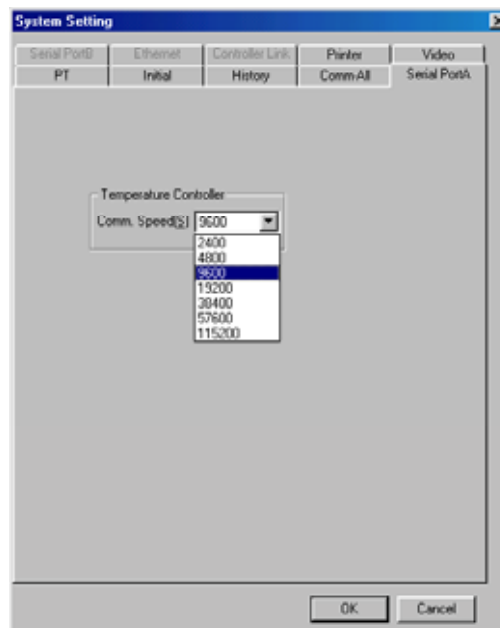 System Setting
Serial PortB Ethernet Controller Link Printer Video
PT Initial History Comm-All Serial PortA
Temperature Controller
Comm. Speed(S) 9600
2400
4800
9600
19200
38400
57600
115200
OK Cancel